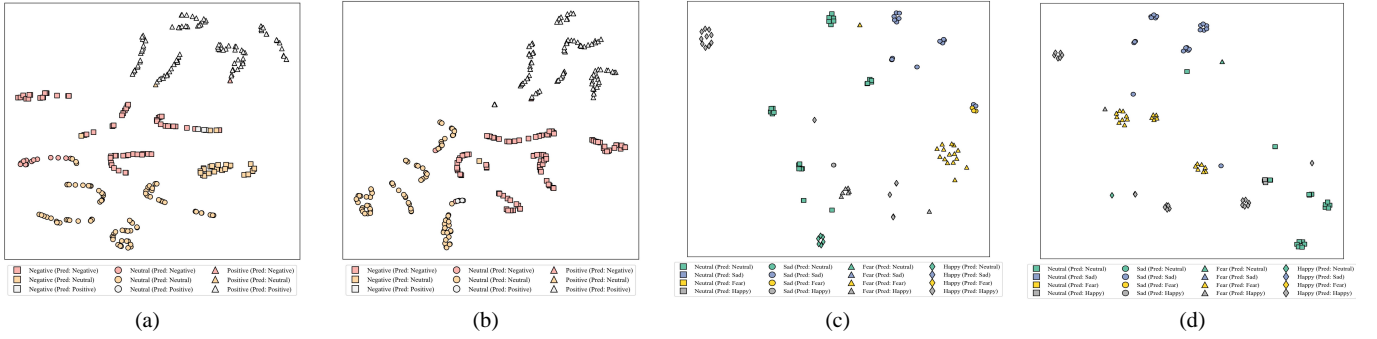 Negative (Pred: Negative) Neutral (Pred: Negative) Positive (Pred: Negative)
Negative (Pred: Neutral) Neutral (Pred: Neutral) Positive (Pred: Neutral)
Negative (Pred: Positive) Neutral (Pred: Positive) Positive (Pred: Positive)
(a)
Negative (Pred: Negative) Neutral (Pred: Negative) Positive (Pred: Negative)
Negative (Pred: Neutral) Neutral (Pred: Neutral) Positive (Pred: Neutral)
Negative (Pred: Positive) Neutral (Pred: Positive) Positive (Pred: Positive)
(b)
Neutral (Pred: Neutral) Sad (Pred: Neutral) Fear (Pred: Neutral) Happy (Pred: Neutral)
Neutral (Pred: Sad) Sad (Pred: Sad) Fear (Pred: Sad) Happy (Pred: Sad)
Neutral (Pred: Fear) Sad (Pred: Fear) Fear (Pred: Fear) Happy (Pred: Fear)
Neutral (Pred: Happy) Sad (Pred: Happy) Fear (Pred: Happy) Happy (Pred: Happy)
(c)
Neutral (Pred: Neutral) Sad (Pred: Neutral) Fear (Pred: Neutral) Happy (Pred: Neutral)
Neutral (Pred: Sad) Sad (Pred: Sad) Fear (Pred: Sad) Happy (Pred: Sad)
Neutral (Pred: Fear) Sad (Pred: Fear) Fear (Pred: Fear) Happy (Pred: Fear)
Neutral (Pred: Happy) Sad (Pred: Happy) Fear (Pred: Happy) Happy (Pred: Happy)
(d)